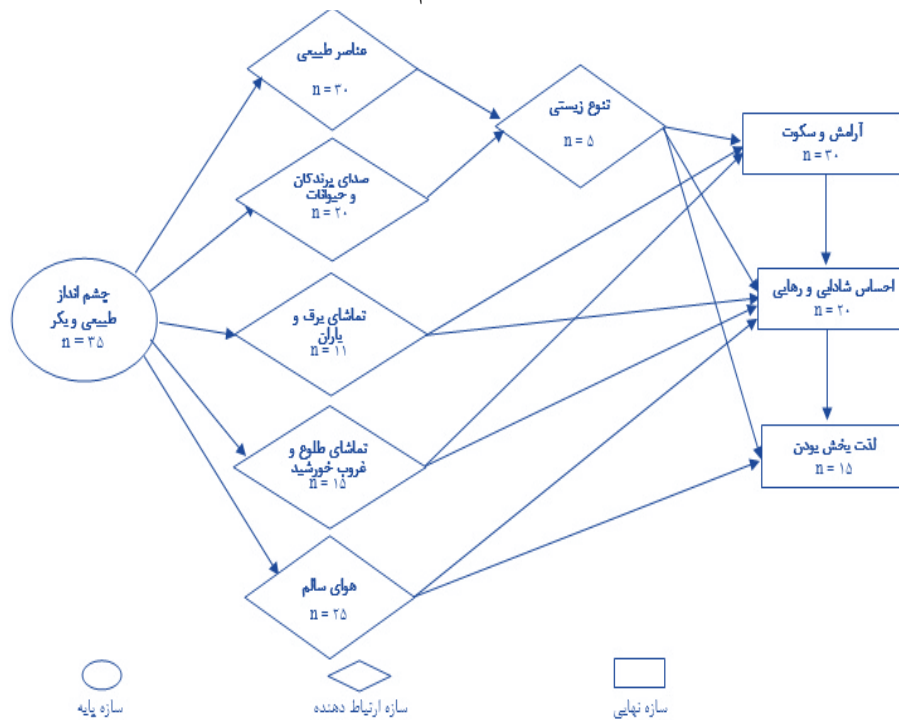 عناصر طبیعی
n = ۳۰
تنوع زیستی
n = ۵
آرامش و سکوت
n = ۳۰
صدای پرندگان
و حیوانات
n = ۲۰
چشم انداز
طبیعی و بکر
n = ۳۵
تماشای برف و
باران
n = ۱۱
احساس شادابی و رهایی
n = ۲۰
تماشای طلوع و
غروب خورشید
n = ۱۵
لذت بخش بودن
n = ۱۵
هوای سالم
n = ۲۵
سازه نهایی
سازه ارتباط دهنده
سازه پایه